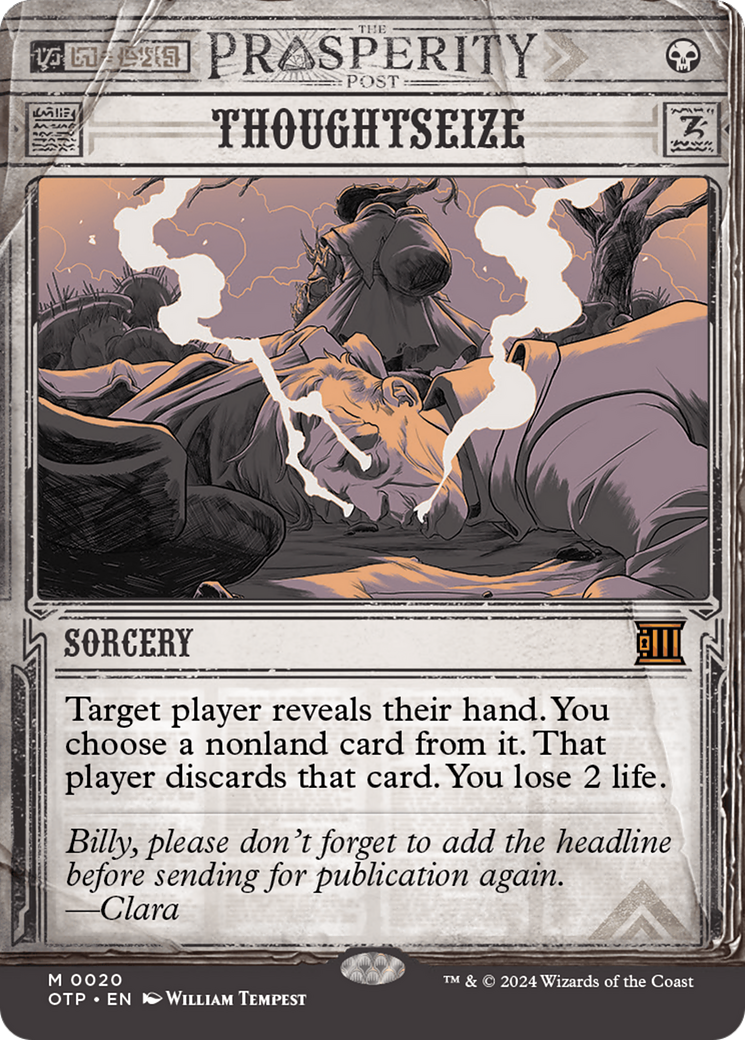 THE
PROSPERITY
POST
THOUGHTSEIZE
SORCERY
Target player reveals their hand. You
choose a nonland card from it. That
player discards that card. You lose 2 life.
Billy, please don't forget to add the headline
before sending for publication again.
—Clara
M 0020
OTP • EN WILLIAM TEMPEST
™ & © 2024 Wizards of the Coast